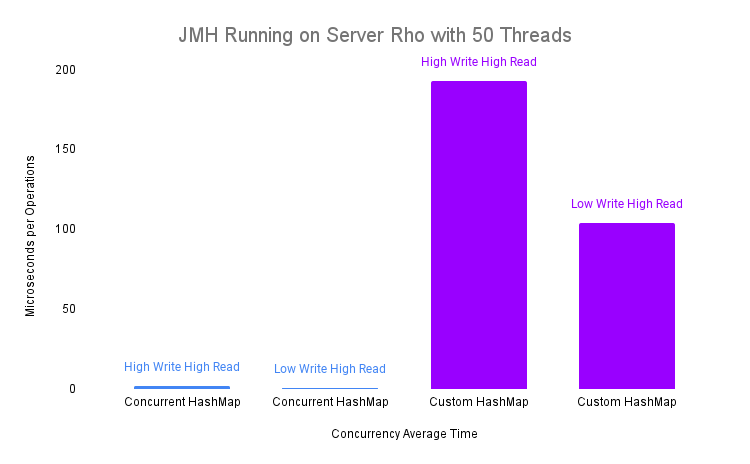 JMH Running on Server Rho with 50 Threads
High Write High Read
200
150
Microseconds per Operations
Low Write High Read
100
50
High Write High Read
Low Write High Read
0
Concurrent HashMap
Concurrent HashMap
Custom HashMap
Custom HashMap
Concurrency Average Time